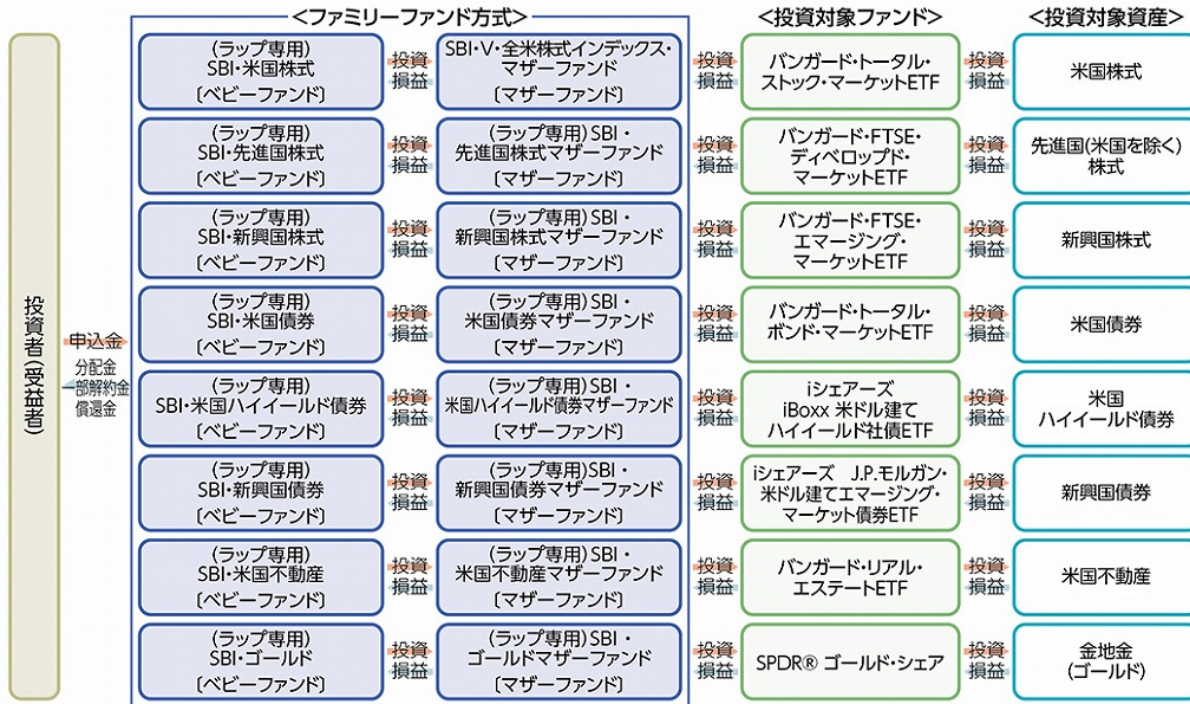 <ファミリーファンド方式>
<投資対象ファンド>
<投資対象資産>
投資者(受益者)
申込金
分配金
一部解約金
償還金
(ラップ専用)
SBI・米国株式
〔ベビーファンド〕
投資
損益
SBI・V・全米株式インデックス・
マザーファンド
〔マザーファンド〕
投資
損益
バンガード・トータル・
ストック・マーケットETF
投資
損益
米国株式
(ラップ専用)
SBI・先進国株式
〔ベビーファンド〕
投資
損益
(ラップ専用)SBI・
先進国株式マザーファンド
〔マザーファンド〕
投資
損益
バンガード・FTSE・
ディベロップド・
マーケットETF
投資
損益
先進国(米国を除く)
株式
(ラップ専用)
SBI・新興国株式
〔ベビーファンド〕
投資
損益
(ラップ専用)SBI・
新興国株式マザーファンド
〔マザーファンド〕
投資
損益
バンガード・FTSE・
エマージング・
マーケットETF
投資
損益
新興国株式
(ラップ専用)
SBI・米国債券
〔ベビーファンド〕
投資
損益
(ラップ専用)SBI・
米国債券マザーファンド
〔マザーファンド〕
投資
損益
バンガード・トータル・
ボンド・マーケットETF
投資
損益
米国債券
(ラップ専用)
SBI・米国ハイイールド債券
〔ベビーファンド〕
投資
損益
(ラップ専用)SBI・
米国ハイイールド債券マザーファンド
〔マザーファンド〕
投資
損益
iシェアーズ
iBoxx 米ドル建て
ハイイールド社債ETF
投資
損益
米国
ハイイールド債券
(ラップ専用)
SBI・新興国債券
〔ベビーファンド〕
投資
損益
(ラップ専用)SBI・
新興国債券マザーファンド
〔マザーファンド〕
投資
損益
iシェアーズ J.P.モルガン・
米ドル建てエマージング・
マーケット債券ETF
投資
損益
新興国債券
(ラップ専用)
SBI・米国不動産
〔ベビーファンド〕
投資
損益
(ラップ専用)SBI・
米国不動産マザーファンド
〔マザーファンド〕
投資
損益
バンガード・リアル・
エステートETF
投資
損益
米国不動産
(ラップ専用)
SBI・ゴールド
〔ベビーファンド〕
投資
損益
(ラップ専用)SBI・
ゴールドマザーファンド
〔マザーファンド〕
投資
損益
SPDR® ゴールド・シェア
投資
損益
金地金
(ゴールド)